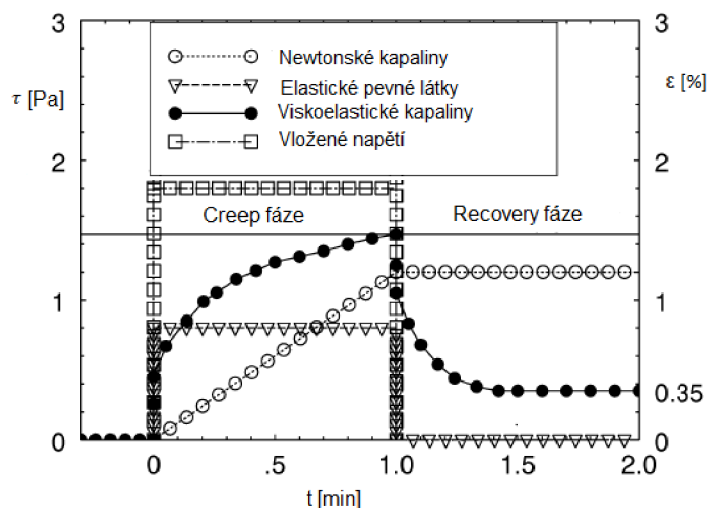 3
3
Newtonské kapaliny
Elastické pevné látky
τ [Pa]
ε [%]
Viskoelastické kapaliny
Vložené napětí
2
2
Creep fáze
Recovery fáze
1
1
0.35
0
0
0
.5
1.0
1.5
2.0
t [min]